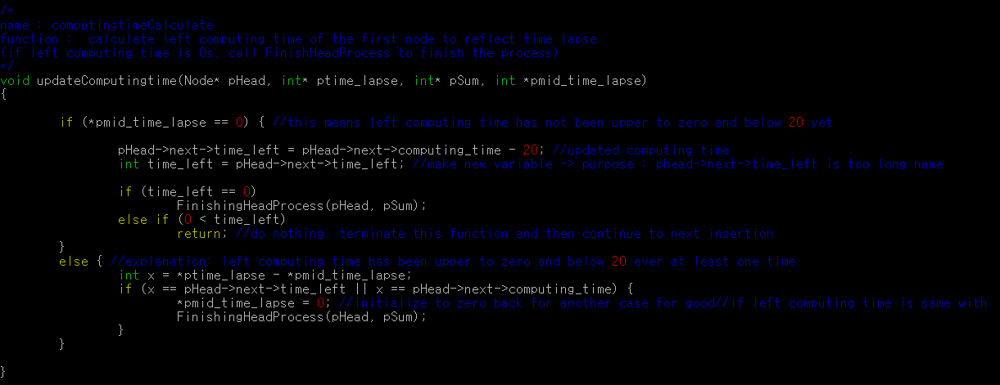 /*
name : computingtimeCalculate
function :  calculate left computing time of the first node to reflect time lapse
(if left computing time is 0s, call FinishHeadProcess to finish the process)
*/
void updateComputingtime(Node* pHead, int* ptime_lapse, int* pSum, int *pmid_time_lapse)
{
if (*pmid_time_lapse == 0) { //this means left computing time has not been upper to zero and below 20 yet
pHead->next->time_left = pHead->next->computing_time - 20; //updated computing time
int time_left = pHead->next->time_left; //make new variable -> purpose : phead->next->time_left is too long name
if (time_left == 0)
FinishingHeadProcess(pHead, pSum);
else if (0 < time_left)
return; //do nothing. terminate this function and then continue to next insertion
}
else { //explanation: left computing time has been upper to zero and below 20 ever at least one time
int x = *ptime_lapse - *pmid_time_lapse;
if (x == pHead->next->time_left || x == pHead->next->computing_time) {
*pmid_time_lapse = 0; //initialize to zero back for another case for good//if left computing time is same with
FinishingHeadProcess(pHead, pSum);
}
}
}